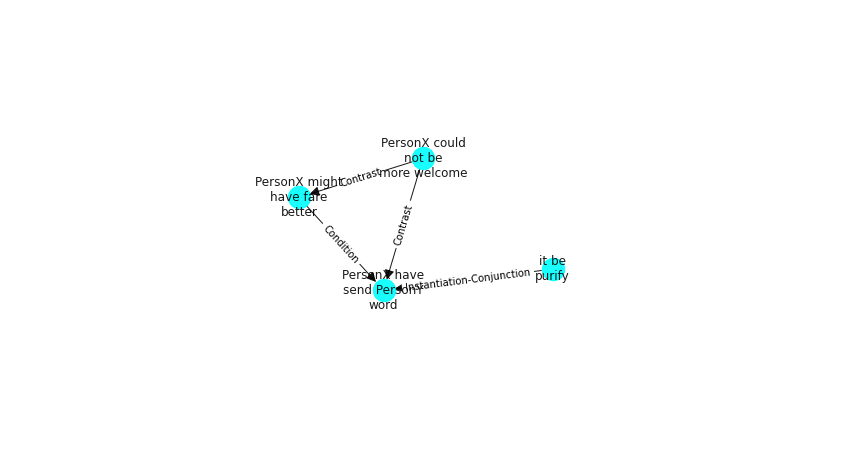 PersonX could
not be
more welcome
Contrast
PersonX might
have fare
better
Contrast
Condition
it be
purify
Instantiation-Conjunction
PersonX have
send PersonY
word